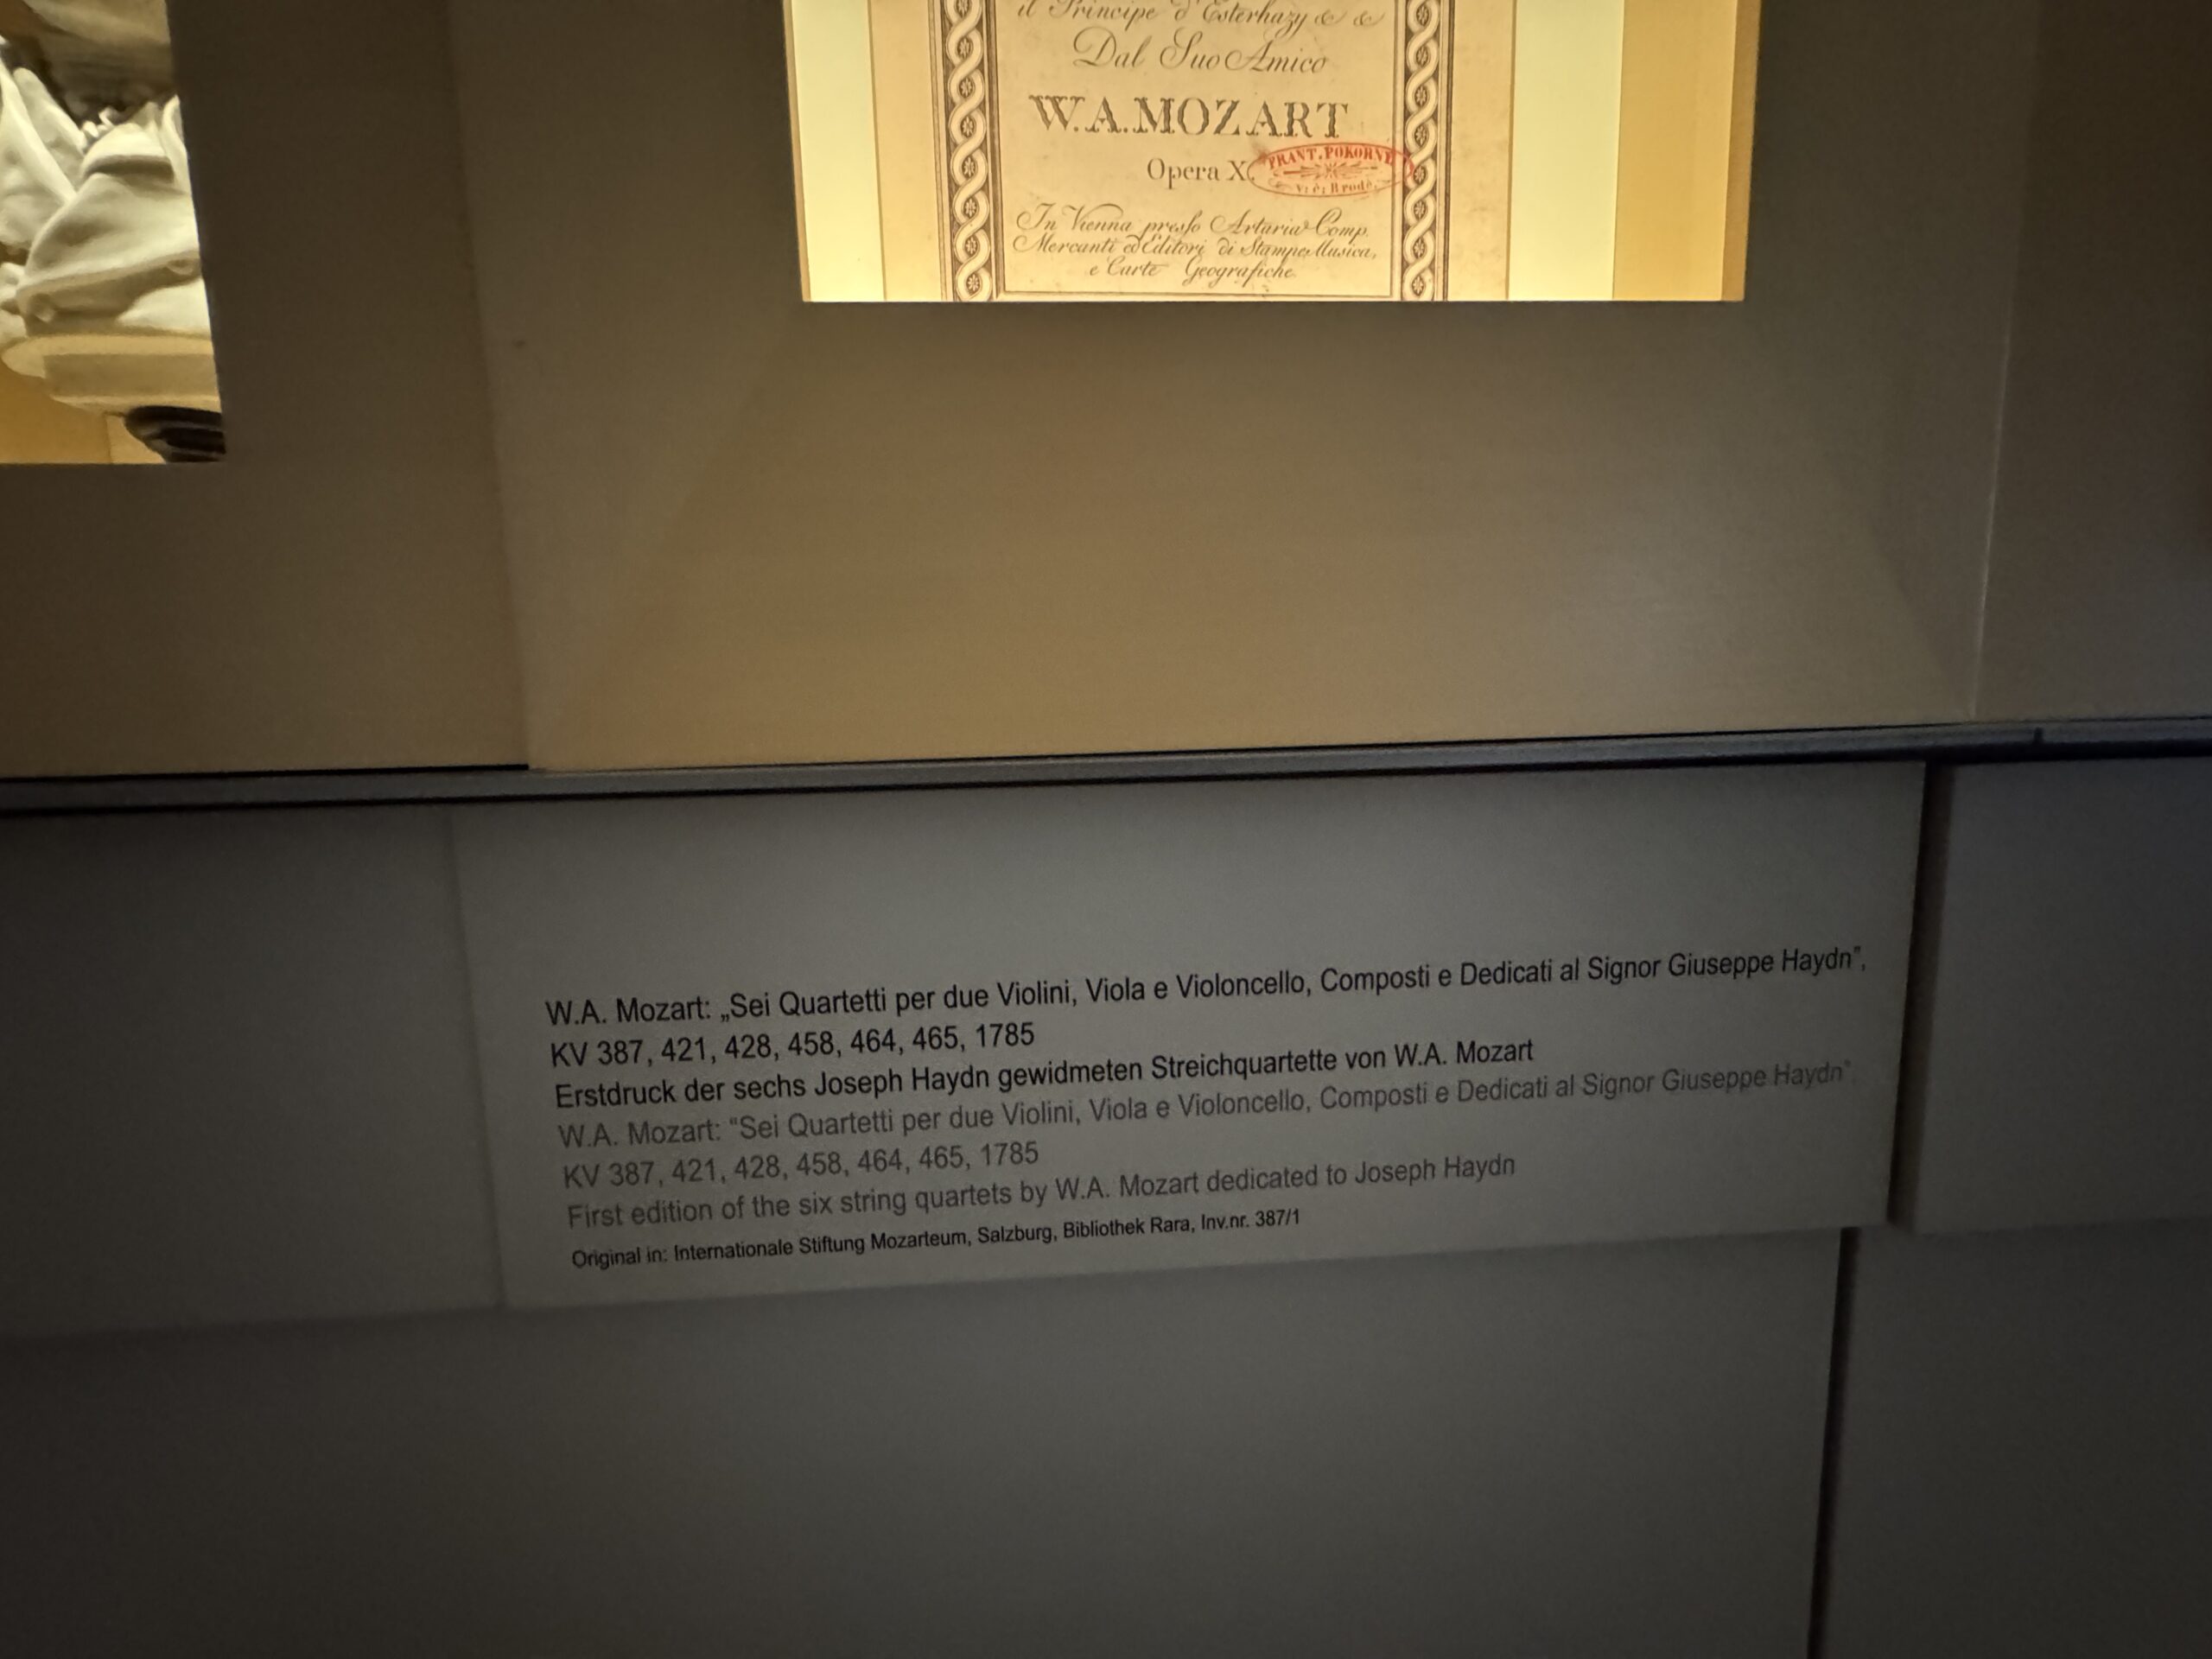 il Principe d'Esterhazy & &
Dal Suo Amico
W.A.MOZART
Opera X.
FRANT. POKORNÝ
v: č: Brodě.
In Vienna presso Artaria Comp.
Mercanti ed Editori di Stampe Musica,
e Carte Geografiche.
W.A. Mozart: „Sei Quartetti per due Violini, Viola e Violoncello, Composti e Dedicati al Signor Giuseppe Haydn”,
KV 387, 421, 428, 458, 464, 465, 1785
Erstdruck der sechs Joseph Haydn gewidmeten Streichquartette von W.A. Mozart
W.A. Mozart: “Sei Quartetti per due Violini, Viola e Violoncello, Composti e Dedicati al Signor Giuseppe Haydn”,
KV 387, 421, 428, 458, 464, 465, 1785
First edition of the six string quartets by W.A. Mozart dedicated to Joseph Haydn
Original in: Internationale Stiftung Mozarteum, Salzburg, Bibliothek Rara, Inv.nr. 387/1